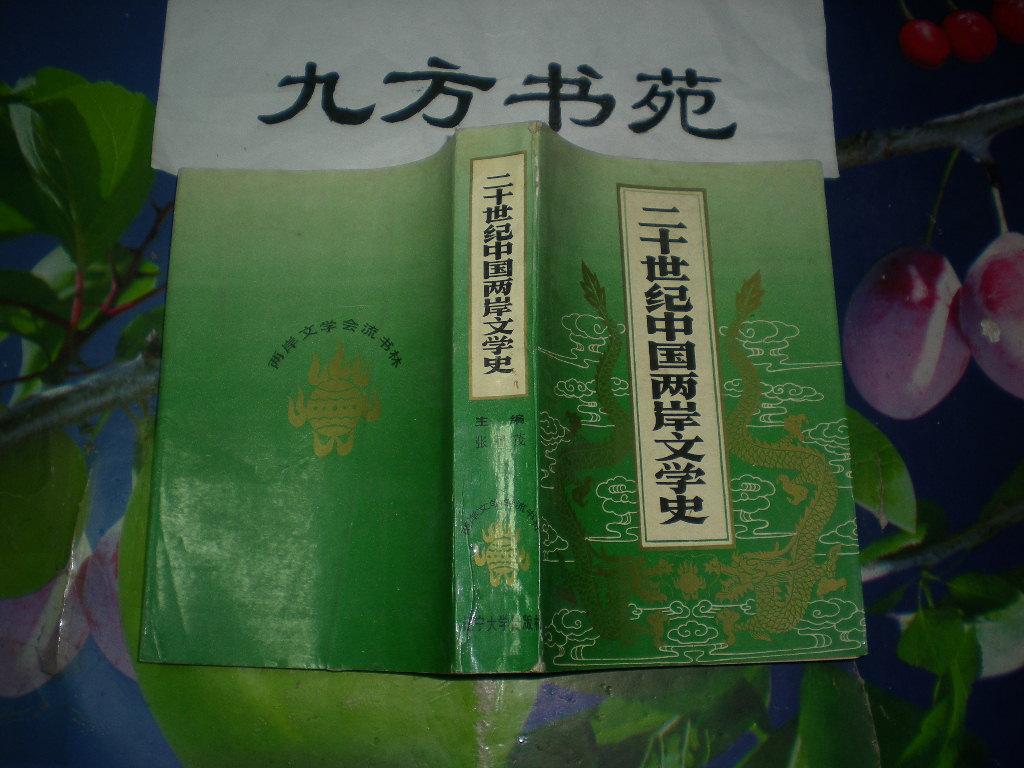 九方书苑
两岸文学会流书林
二十世纪中国两岸文学史
主编
二十世纪中国两岸文学史